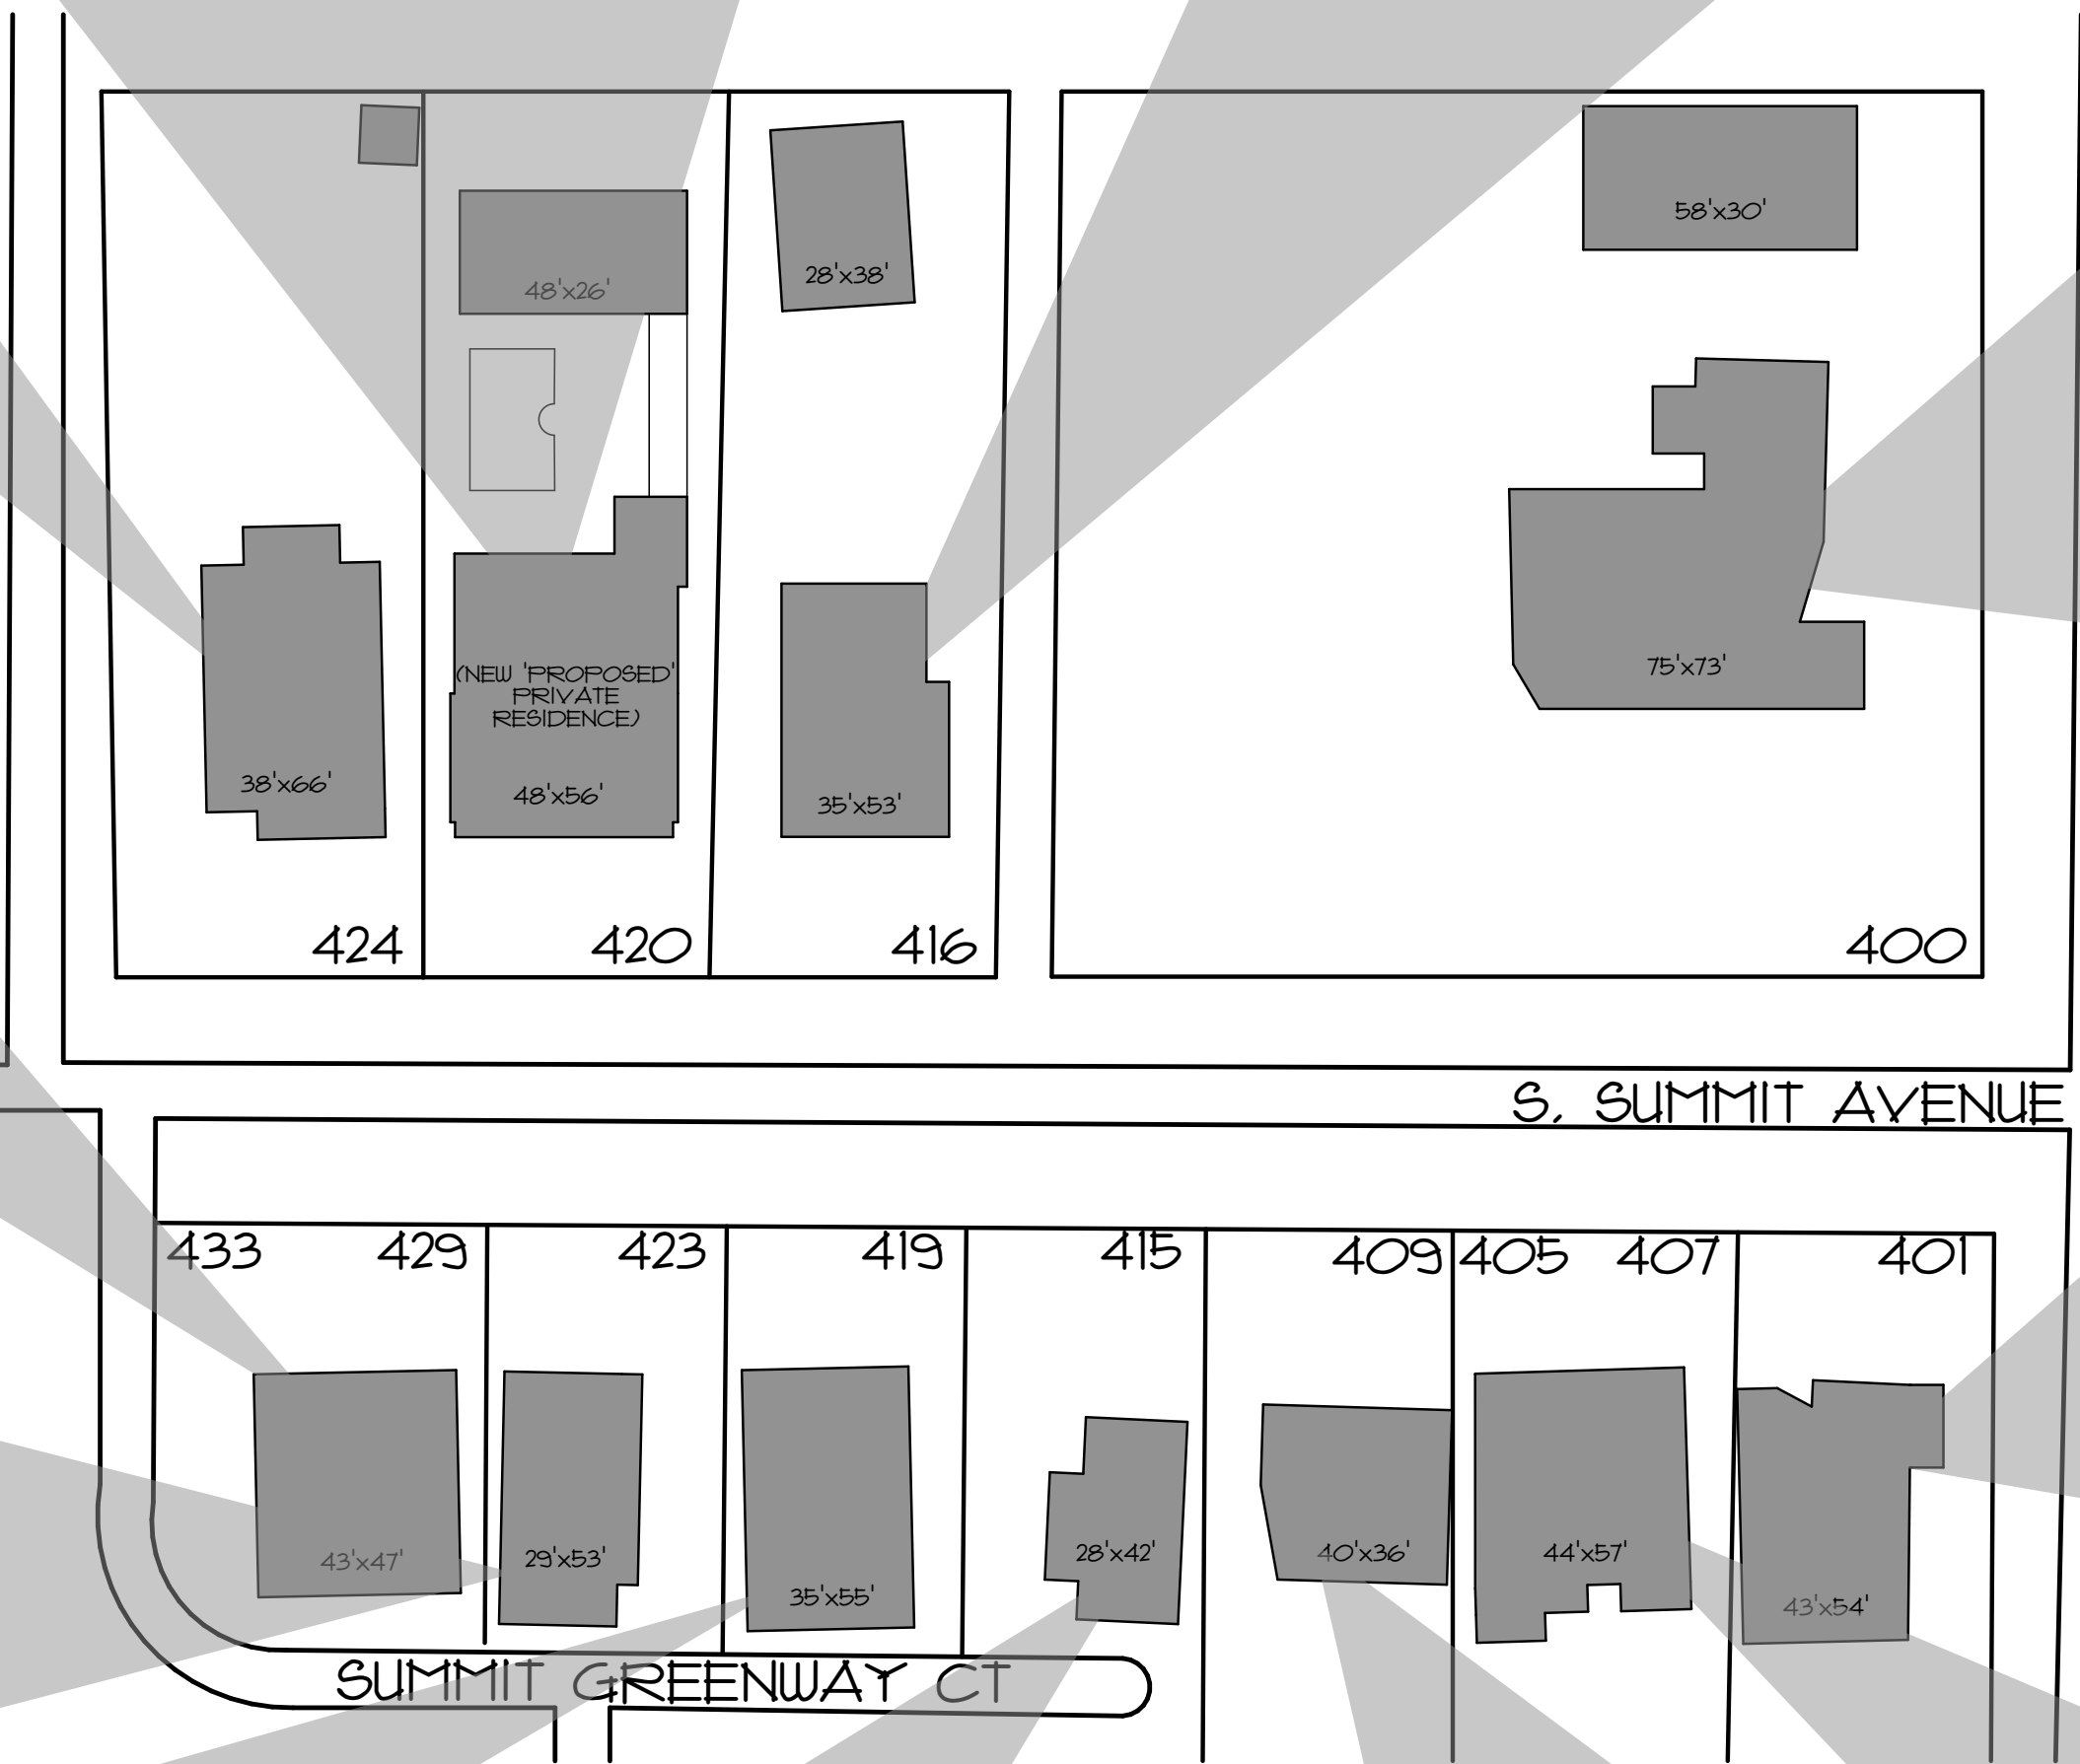 58'x30'
28'x38'
48'x26'
(NEW 'PROPOSED'
PRIVATE
RESIDENCE)
75'x73'
38'x66'
48'x56'
35'x53'
424
420
416
400
S. SUMMIT AVENUE
433
429
423
419
415
409
405
407
401
43'x47'
29'x53'
35'x55'
28'x42'
40'x36'
44'x57'
43'x54'
SUMMIT GREENWAY CT